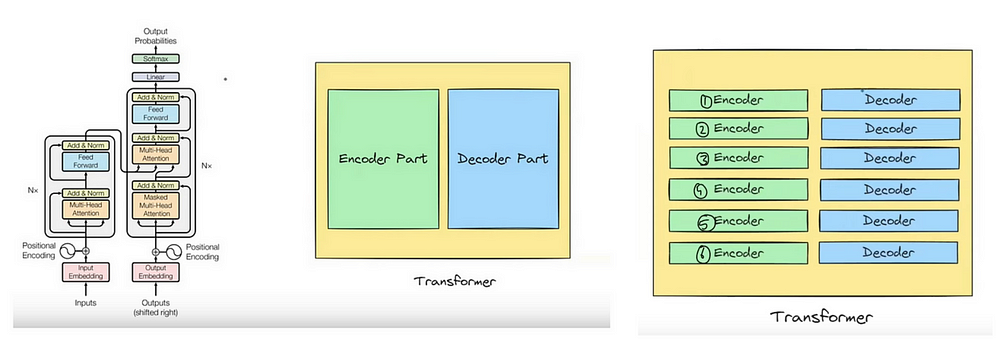 Output
Probabilities
Softmax
Linear
Add & Norm
Feed
Forward
Add & Norm
Multi-Head
Attention
Nx
Add & Norm
Masked
Multi-Head
Attention
Add & Norm
Feed
Forward
Nx
Add & Norm
Multi-Head
Attention
Positional
Encoding
Positional
Encoding
Input
Embedding
Output
Embedding
Inputs
Outputs
(shifted right)
Encoder Part
Decoder Part
Transformer
① Encoder
Decoder
② Encoder
Decoder
③ Encoder
Decoder
④ Encoder
Decoder
⑤ Encoder
Decoder
⑥ Encoder
Decoder
Transformer